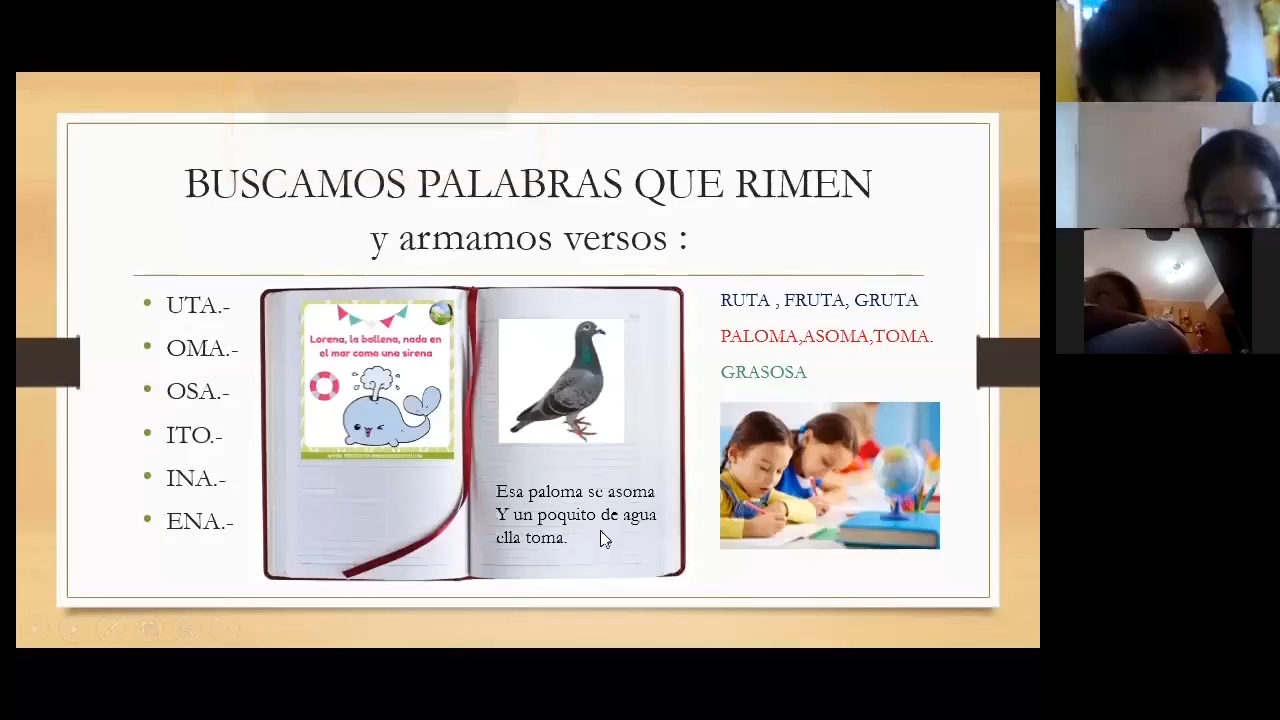 BUSCAMOS PALABRAS QUE RIMEN
y armamos versos :
UTA.-
OMA.-
OSA.-
ITO.-
INA.-
ENA.-
Lorena, la ballena, nada en
el mar como una sirena
Esa paloma se asoma
Y un poquito de agua
ella toma.
RUTA , FRUTA, GRUTA
PALOMA,ASOMA,TOMA.
GRASOSA